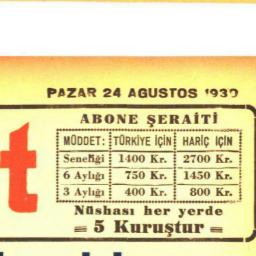 PAZAR 24 AGUSTOS 1930
ABONE ŞERAİTİ
MÜDDET: TÜRKİYE İÇİN HARİÇ İÇİN
Seneliği 1400 Kr. 2700 Kr.
6 Aylığı 750 Kr. 1450 Kr.
3 Aylığı 400 Kr. 800 Kr.
Nüshası her yerde
5 Kuruştur
t